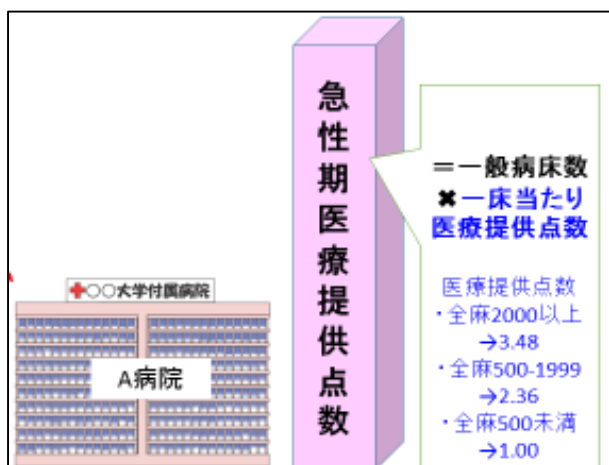 急性期医療提供点数
=一般病床数
✖一床当たり
医療提供点数
医療提供点数
・全麻2000以上
→3.48
・全麻500-1999
→2.36
・全麻500未満
→1.00
✚○○大学付属病院
A病院